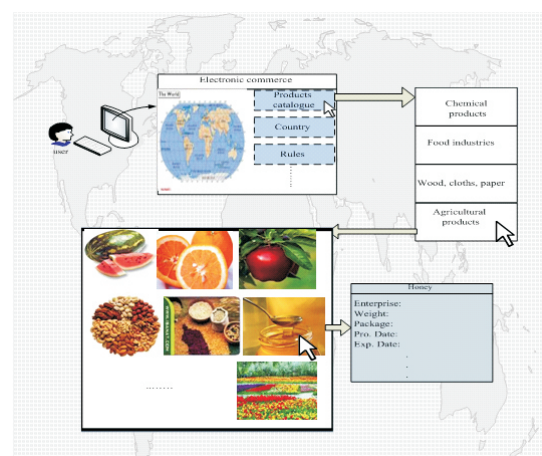 Electronic commerce
The World
Products
catalogue
Country
Rules
user
Chemical
products
Food industries
Wood, cloths, paper
Agricultural
products
Honey
Enterprise:
Weight:
Package:
Pro. Date:
Exp. Date: